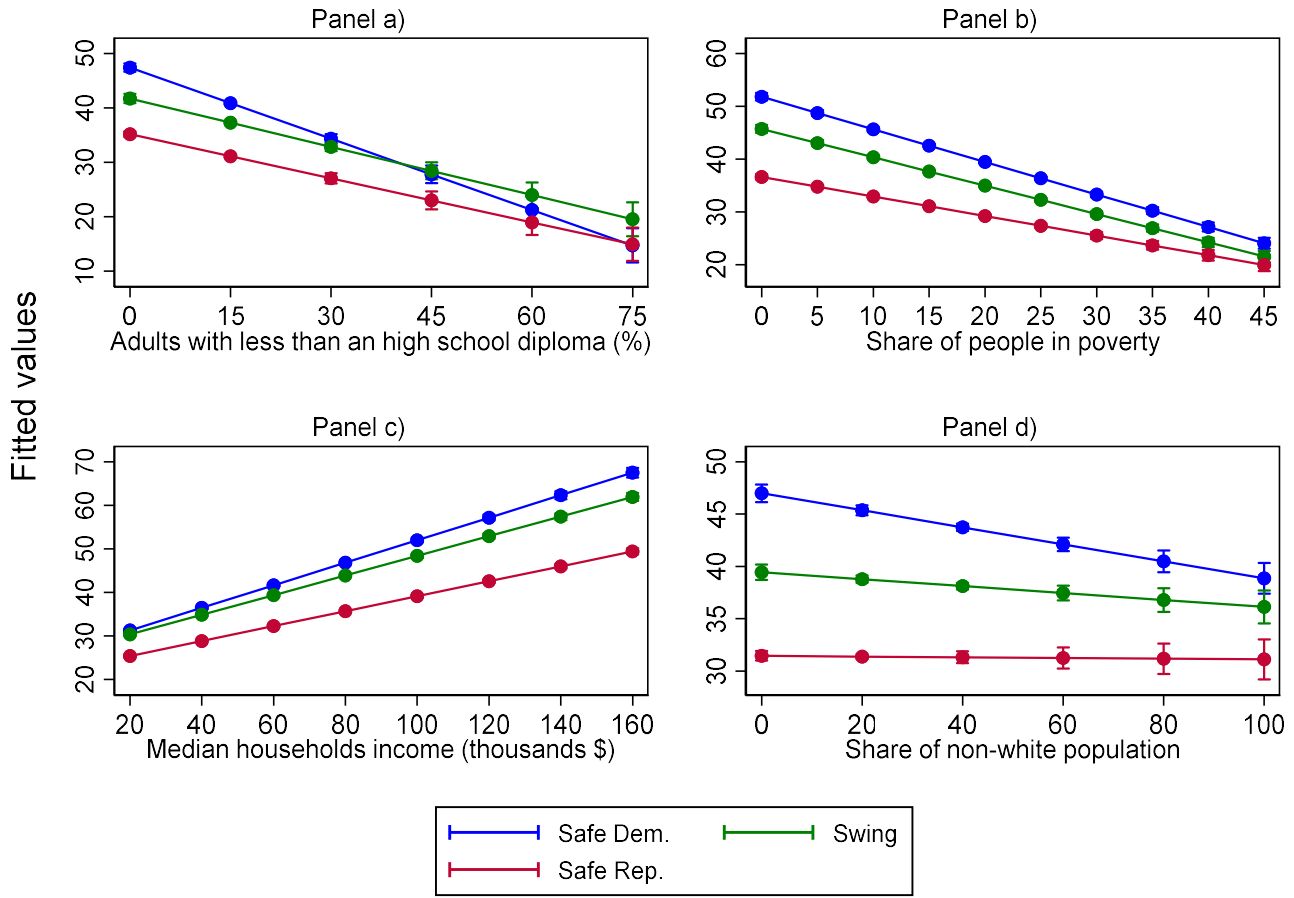 Fitted values
Panel a)
50
40
30
20
10
0 15 30 45 60 75
Adults with less than an high school diploma (%)
Panel b)
60
50
40
30
20
0 5 10 15 20 25 30 35 40 45
Share of people in poverty
Panel c)
70
60
50
40
30
20
20 40 60 80 100 120 140 160
Median households income (thousands $)
Panel d)
50
45
40
35
30
0 20 40 60 80 100
Share of non-white population
Safe Dem. Swing
Safe Rep.